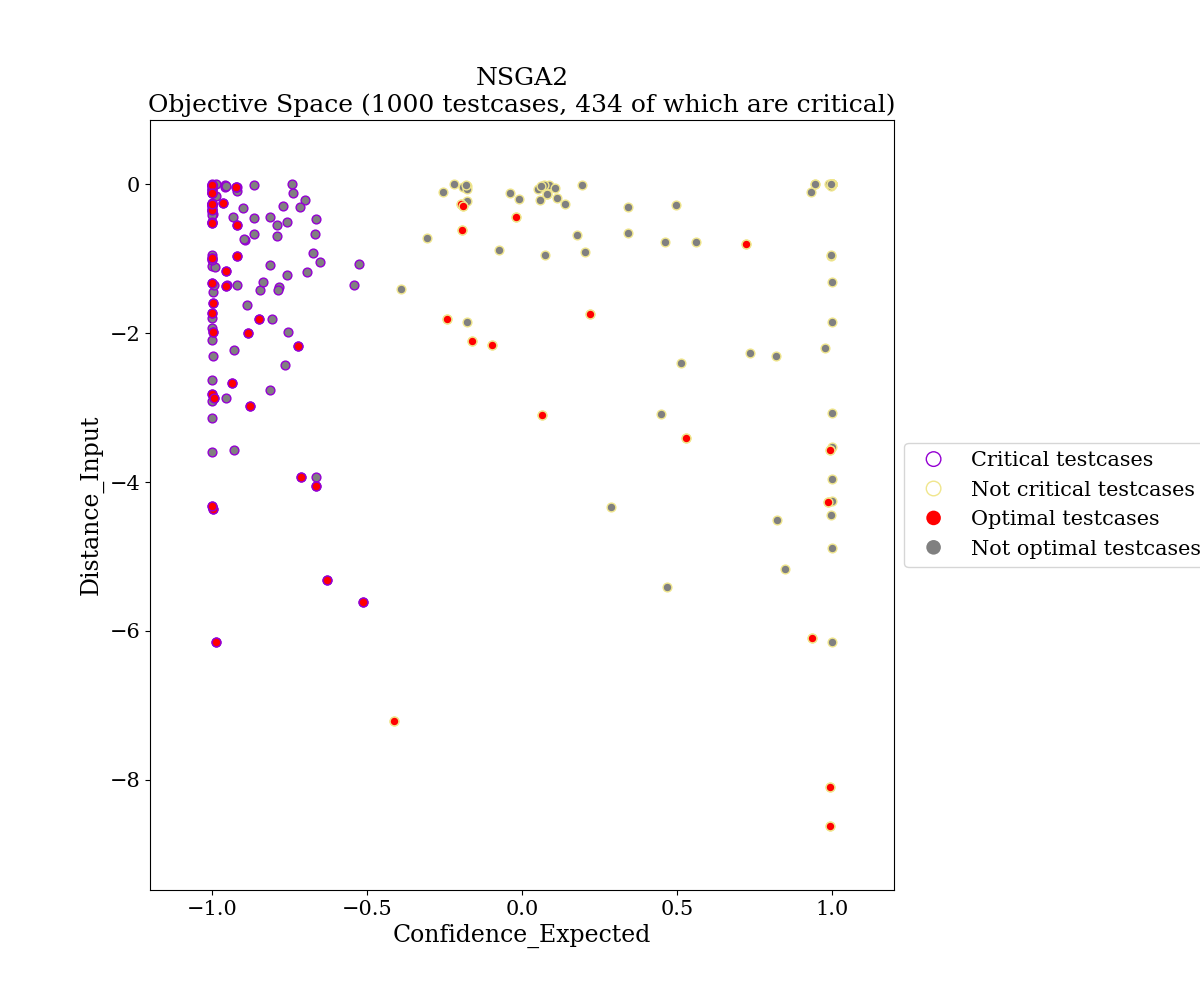 NSGA2
Objective Space (1000 testcases, 434 of which are critical)
0
−2
−4
−6
−8
Distance_Input
−1.0
−0.5
0.0
0.5
1.0
Confidence_Expected
Critical testcases
Not critical testcases
Optimal testcases
Not optimal testcases